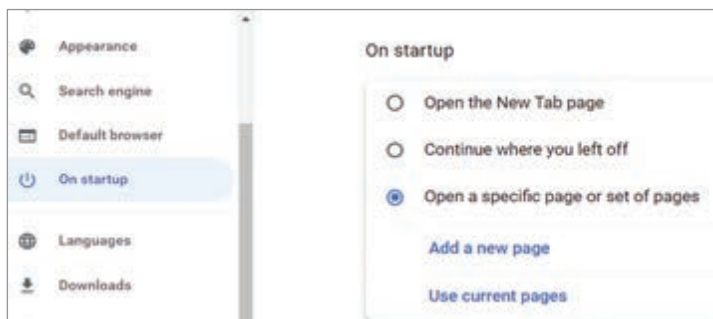 Appearance
Search engine
Default browser
On startup
Languages
Downloads
On startup
Open the New Tab page
Continue where you left off
Open a specific page or set of pages
Add a new page
Use current pages